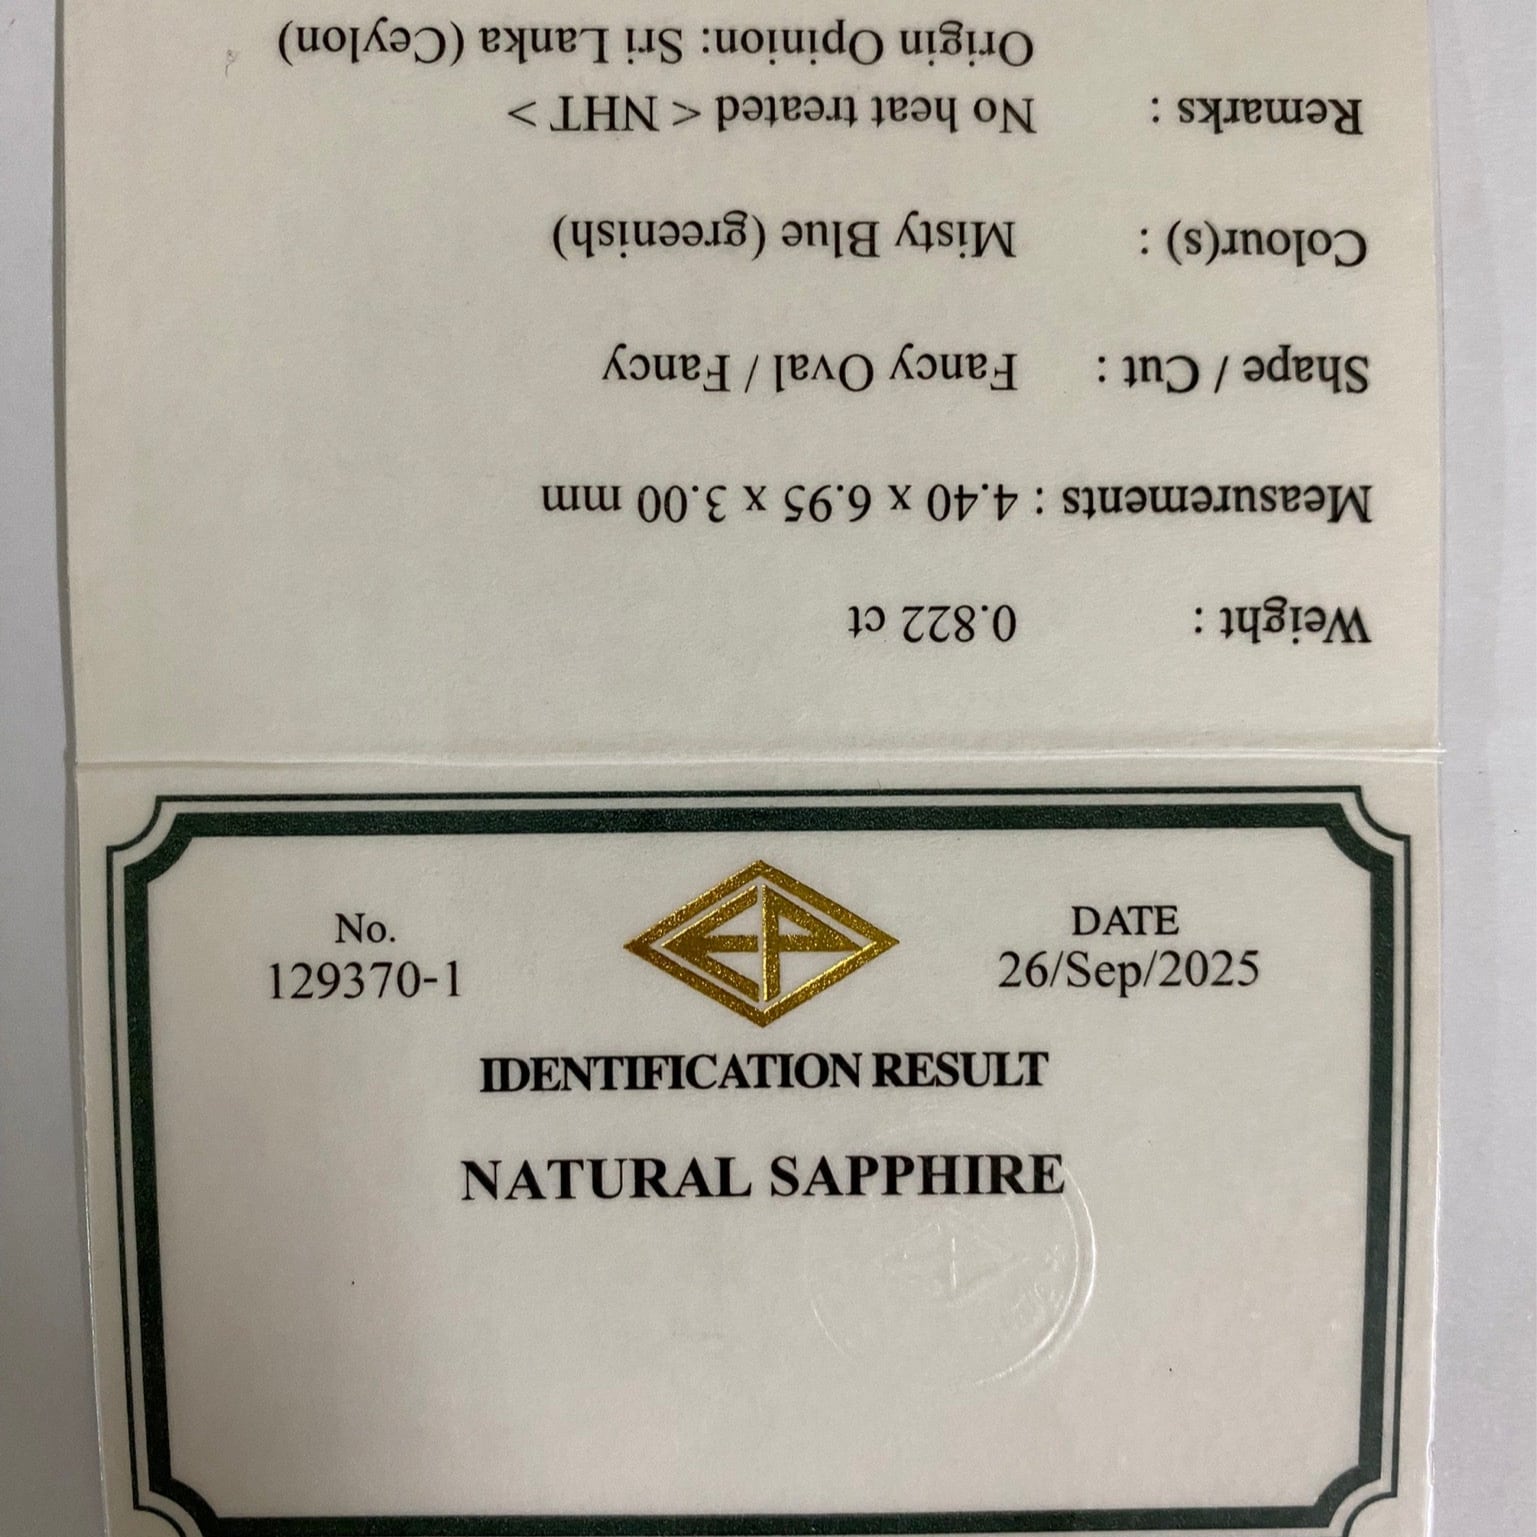 Weight : 0.822 ct
Measurements : 4.40 x 6.95 x 3.00 mm
Shape / Cut : Fancy Oval / Fancy
Colour(s) : Misty Blue (greenish)
Remarks : No heat treated < NHT >
Origin Opinion: Sri Lanka (Ceylon)
No.
129370-1
EP
DATE
26/Sep/2025
IDENTIFICATION RESULT
NATURAL SAPPHIRE